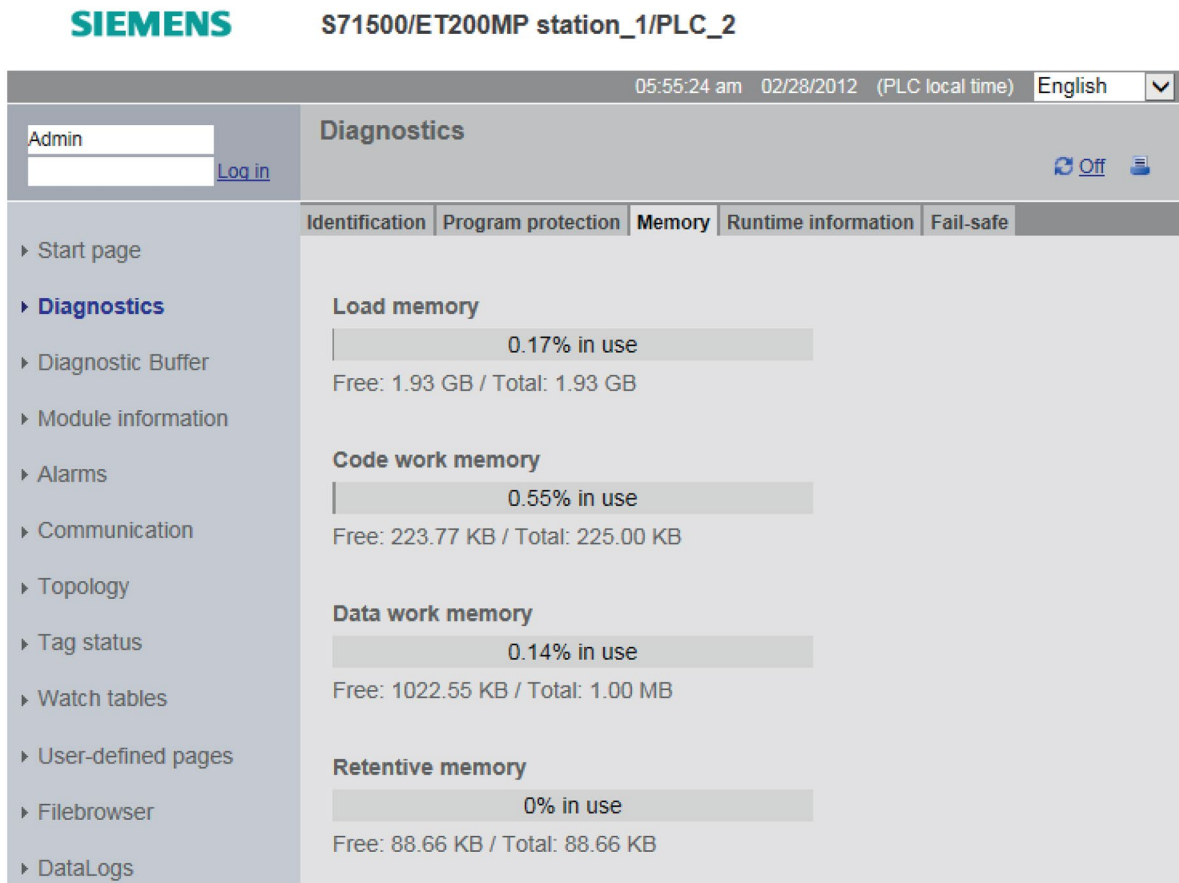 SIEMENS S71500/ET200MP station_1/PLC_2
05:55:24 am 02/28/2012 (PLC local time) English
Admin
Log in
Diagnostics
Off
Start page
Diagnostics
Diagnostic Buffer
Module information
Alarms
Communication
Topology
Tag status
Watch tables
User-defined pages
Filebrowser
DataLogs
Identification Program protection Memory Runtime information Fail-safe
Load memory
0.17% in use
Free: 1.93 GB / Total: 1.93 GB
Code work memory
0.55% in use
Free: 223.77 KB / Total: 225.00 KB
Data work memory
0.14% in use
Free: 1022.55 KB / Total: 1.00 MB
Retentive memory
0% in use
Free: 88.66 KB / Total: 88.66 KB